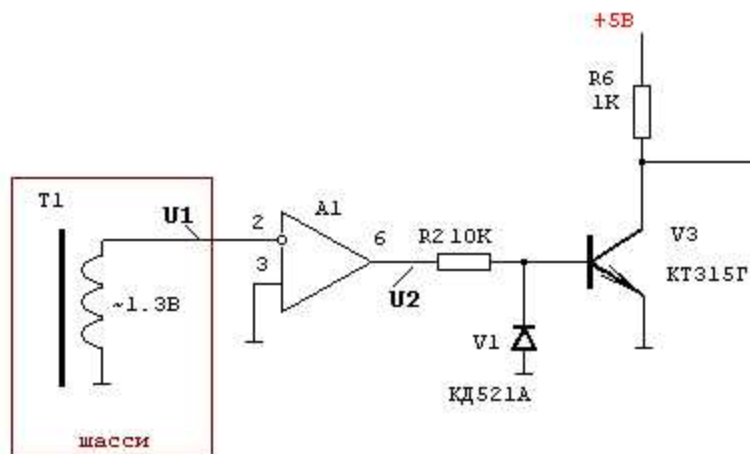 +5В
R6
1К
T1
U1
2
A1
3
6
R2 10К
U2
V3
КТ315Г
~1.3В
V1
КД521А
шасси